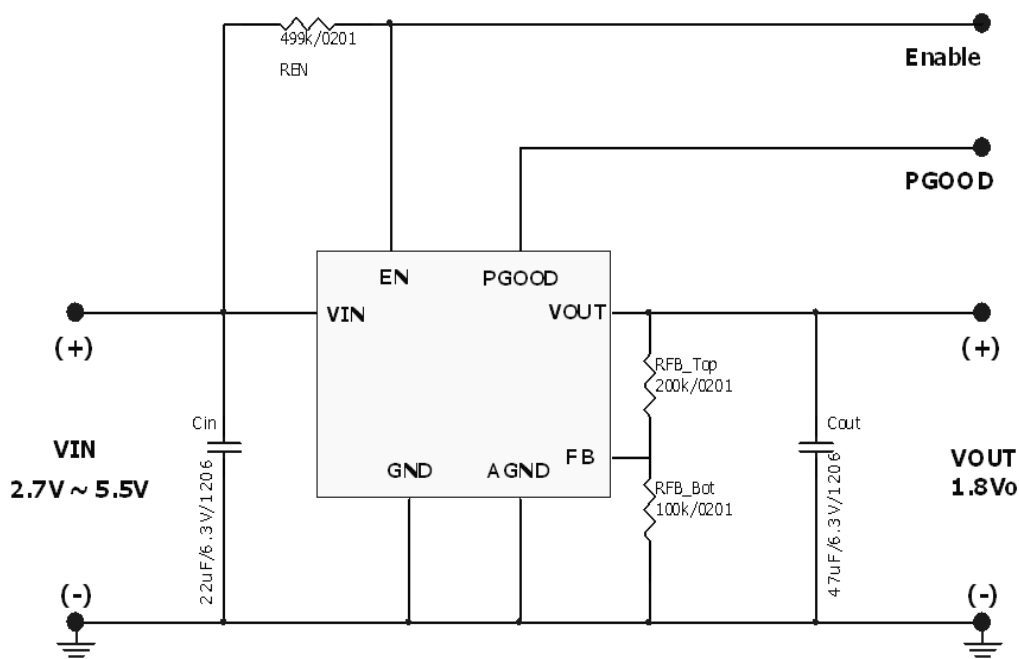 499k/0201
REN
Enable
PGOOD
EN
PGOOD
VIN
VOUT
(+)
(+)
RFB_Top
200k/0201
Cin
22uF/6.3V/1206
Cout
47uF/6.3V/1206
VIN
2.7V ~ 5.5V
FB
GND
AGND
RFB_Bot
100k/0201
VOUT
1.8Vo
(-)
(-)